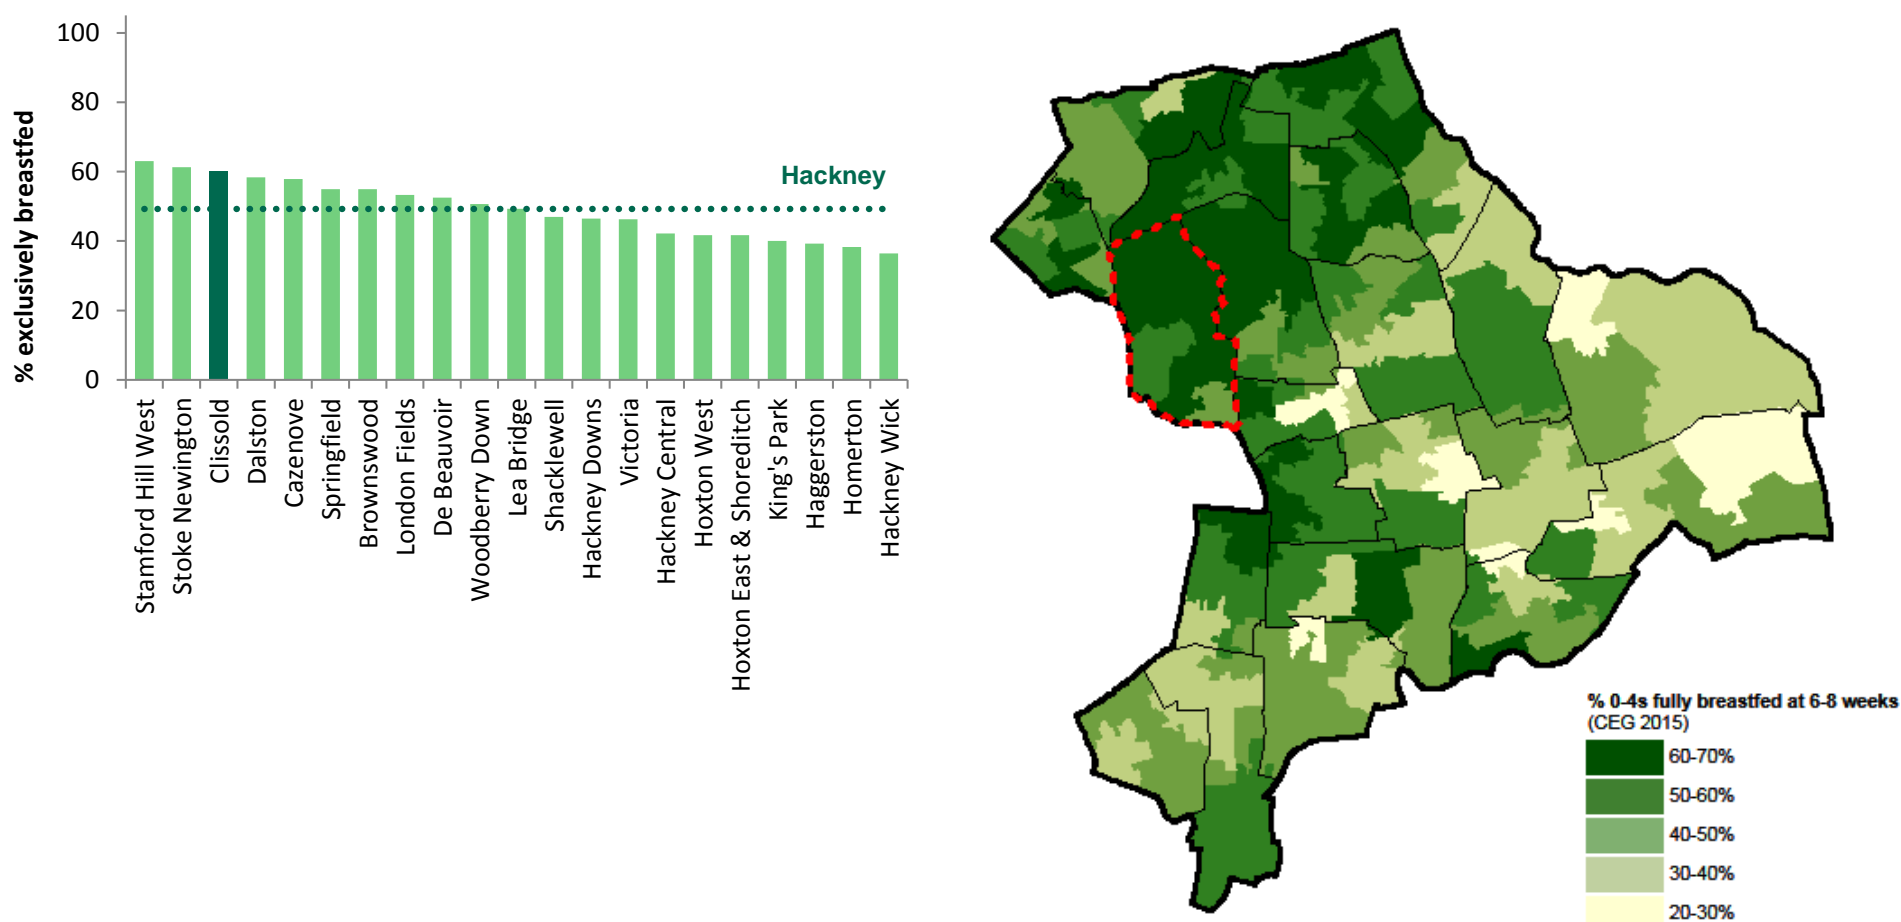 % exclusively breastfed
100
80
60
40
20
0
Hackney
Stamford Hill West
Stoke Newington
Clissold
Dalston
Cazenove
Springfield
Brownswood
London Fields
De Beauvoir
Woodberry Down
Lea Bridge
Shacklewell
Hackney Downs
Victoria
Hackney Central
Hoxton West
Hoxton East & Shoreditch
King's Park
Haggerston
Homerton
Hackney Wick
% 0-4s fully breastfed at 6-8 weeks
(CEG 2015)
60-70%
50-60%
40-50%
30-40%
20-30%